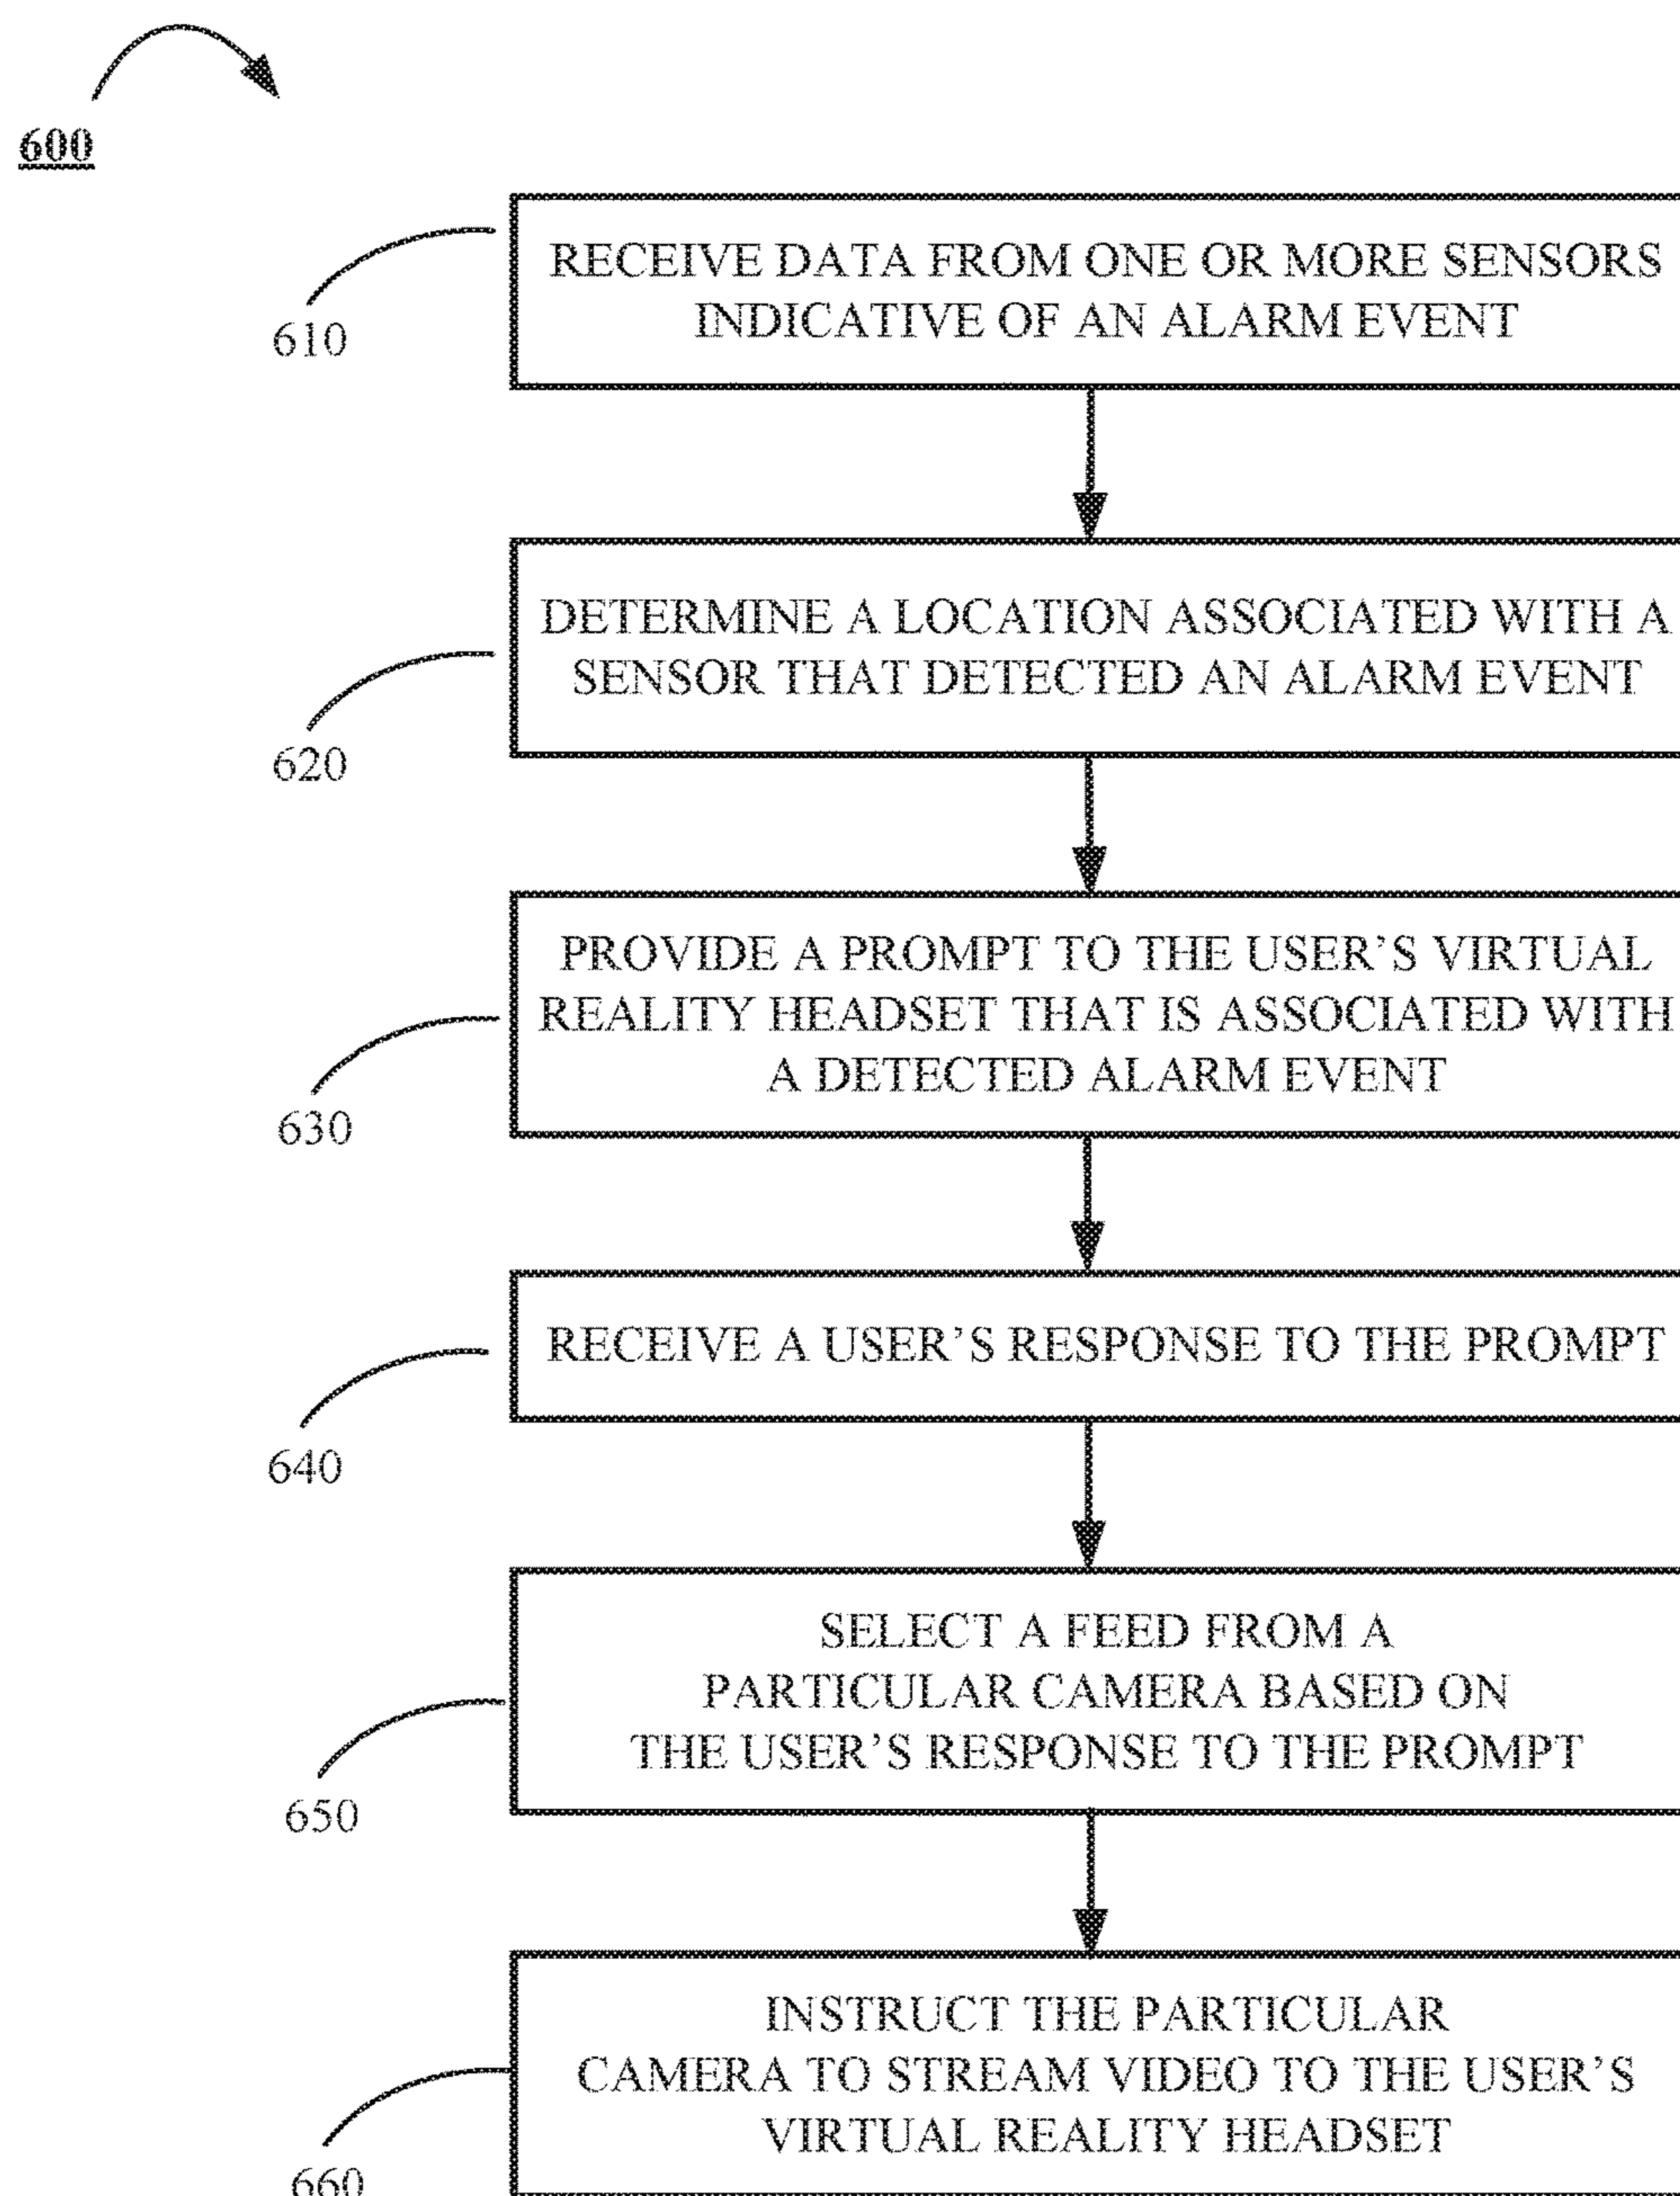 600
RECEIVE DATA FROM ONE OR MORE SENSORS
INDICATIVE OF AN ALARM EVENT
610
DETERMINE A LOCATION ASSOCIATED WITH A
SENSOR THAT DETECTED AN ALARM EVENT
620
PROVIDE A PROMPT TO THE USER’S VIRTUAL
REALITY HEADSET THAT IS ASSOCIATED WITH
A DETECTED ALARM EVENT
630
RECEIVE A USER’S RESPONSE TO THE PROMPT
640
SELECT A FEED FROM A
PARTICULAR CAMERA BASED ON
THE USER’S RESPONSE TO THE PROMPT
650
INSTRUCT THE PARTICULAR
CAMERA TO STREAM VIDEO TO THE USER’S
VIRTUAL REALITY HEADSET
660